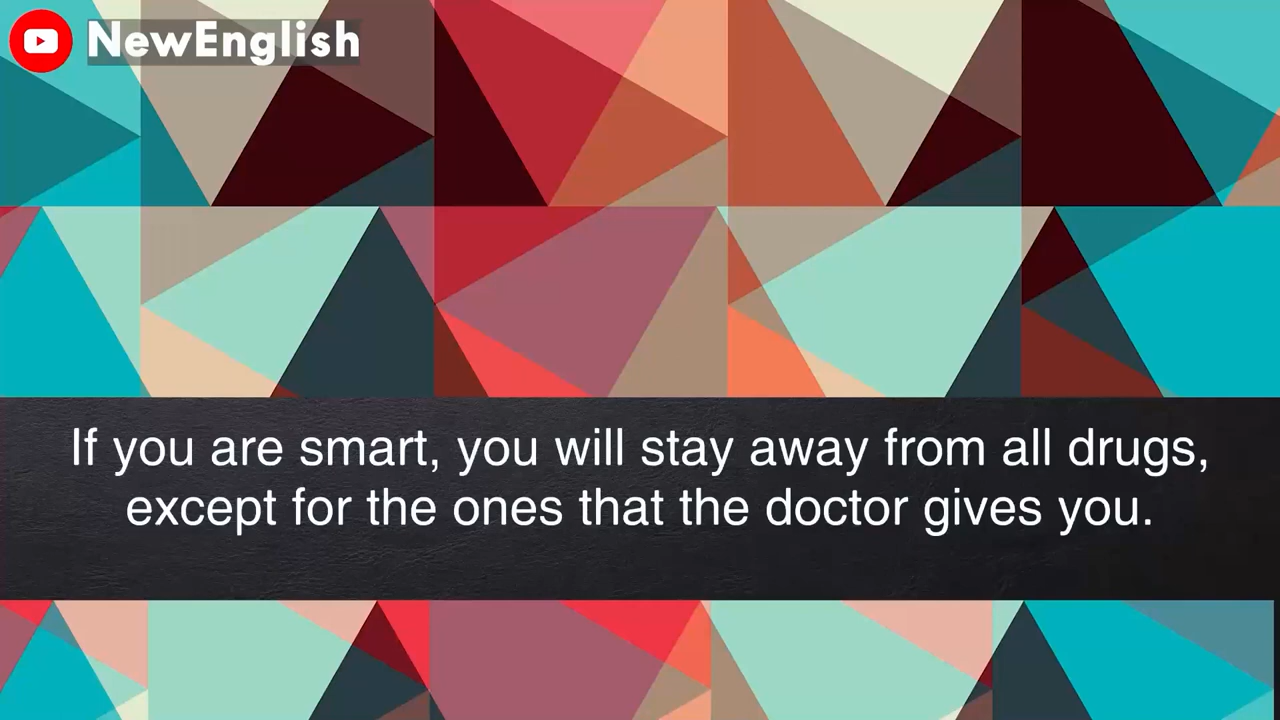 NewEnglish
If you are smart, you will stay away from all drugs,
except for the ones that the doctor gives you.